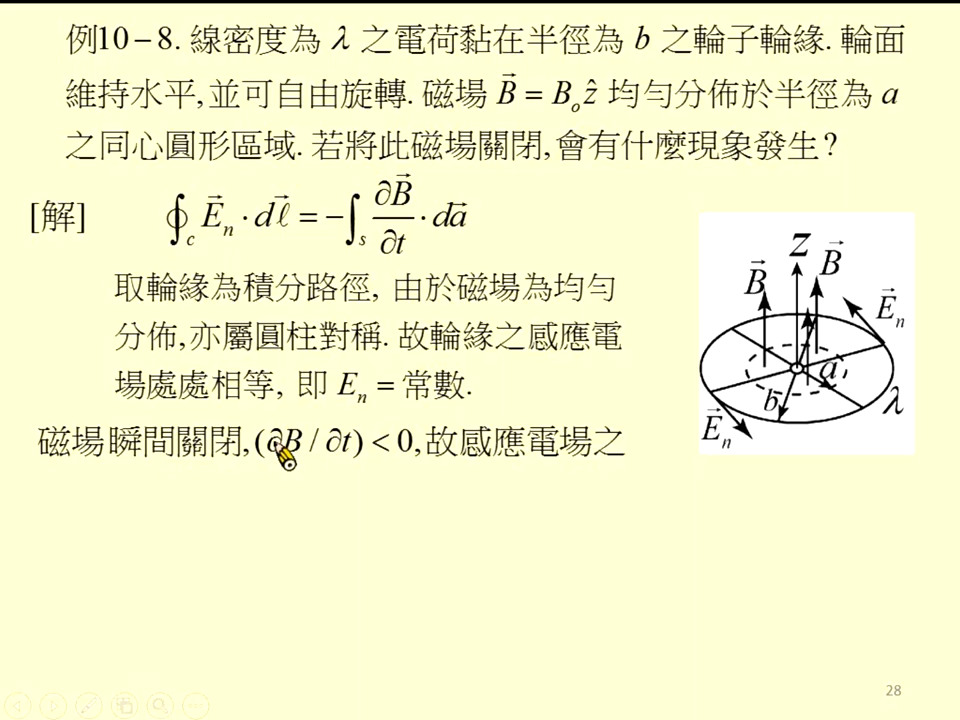 例10－8. 線密度為 λ 之電荷黏在半徑為 b 之輪子輪緣. 輪面
維持水平, 並可自由旋轉. 磁場 B⃗ = Bₒẑ 均勻分佈於半徑為 a
之同心圓形區域. 若將此磁場關閉, 會有什麼現象發生?
[解] ∮c E⃗n · dℓ⃗ = −∫s ∂B⃗/∂t · da⃗
取輪緣為積分路徑, 由於磁場為均勻
分佈, 亦屬圓柱對稱. 故輪緣之感應電
場處處相等, 即 En = 常數.
磁場瞬間關閉, (∂B / ∂t) < 0, 故感應電場之
z
B⃗
B⃗
E⃗n
a
b
λ
E⃗n
28